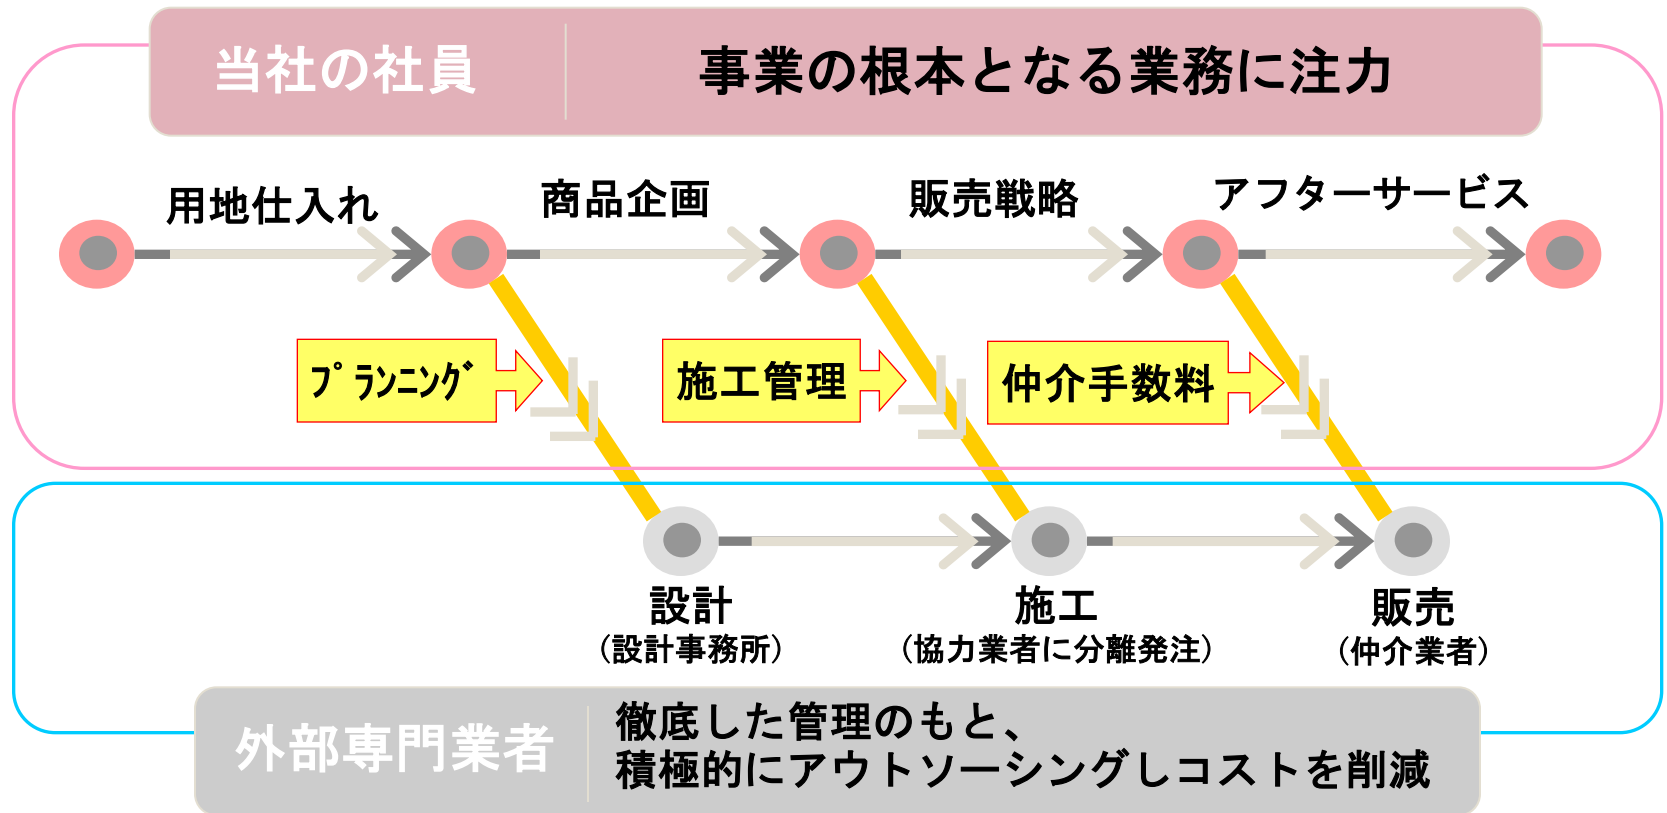 当社の社員
事業の根本となる業務に注力
用地仕入れ
商品企画
販売戦略
アフターサービス
ﾌﾟﾗﾝﾆﾝｸﾞ
施工管理
仲介手数料
設計
（設計事務所）
施工
（協力業者に分離発注）
販売
（仲介業者）
外部専門業者
徹底した管理のもと、
積極的にアウトソーシングしコストを削減